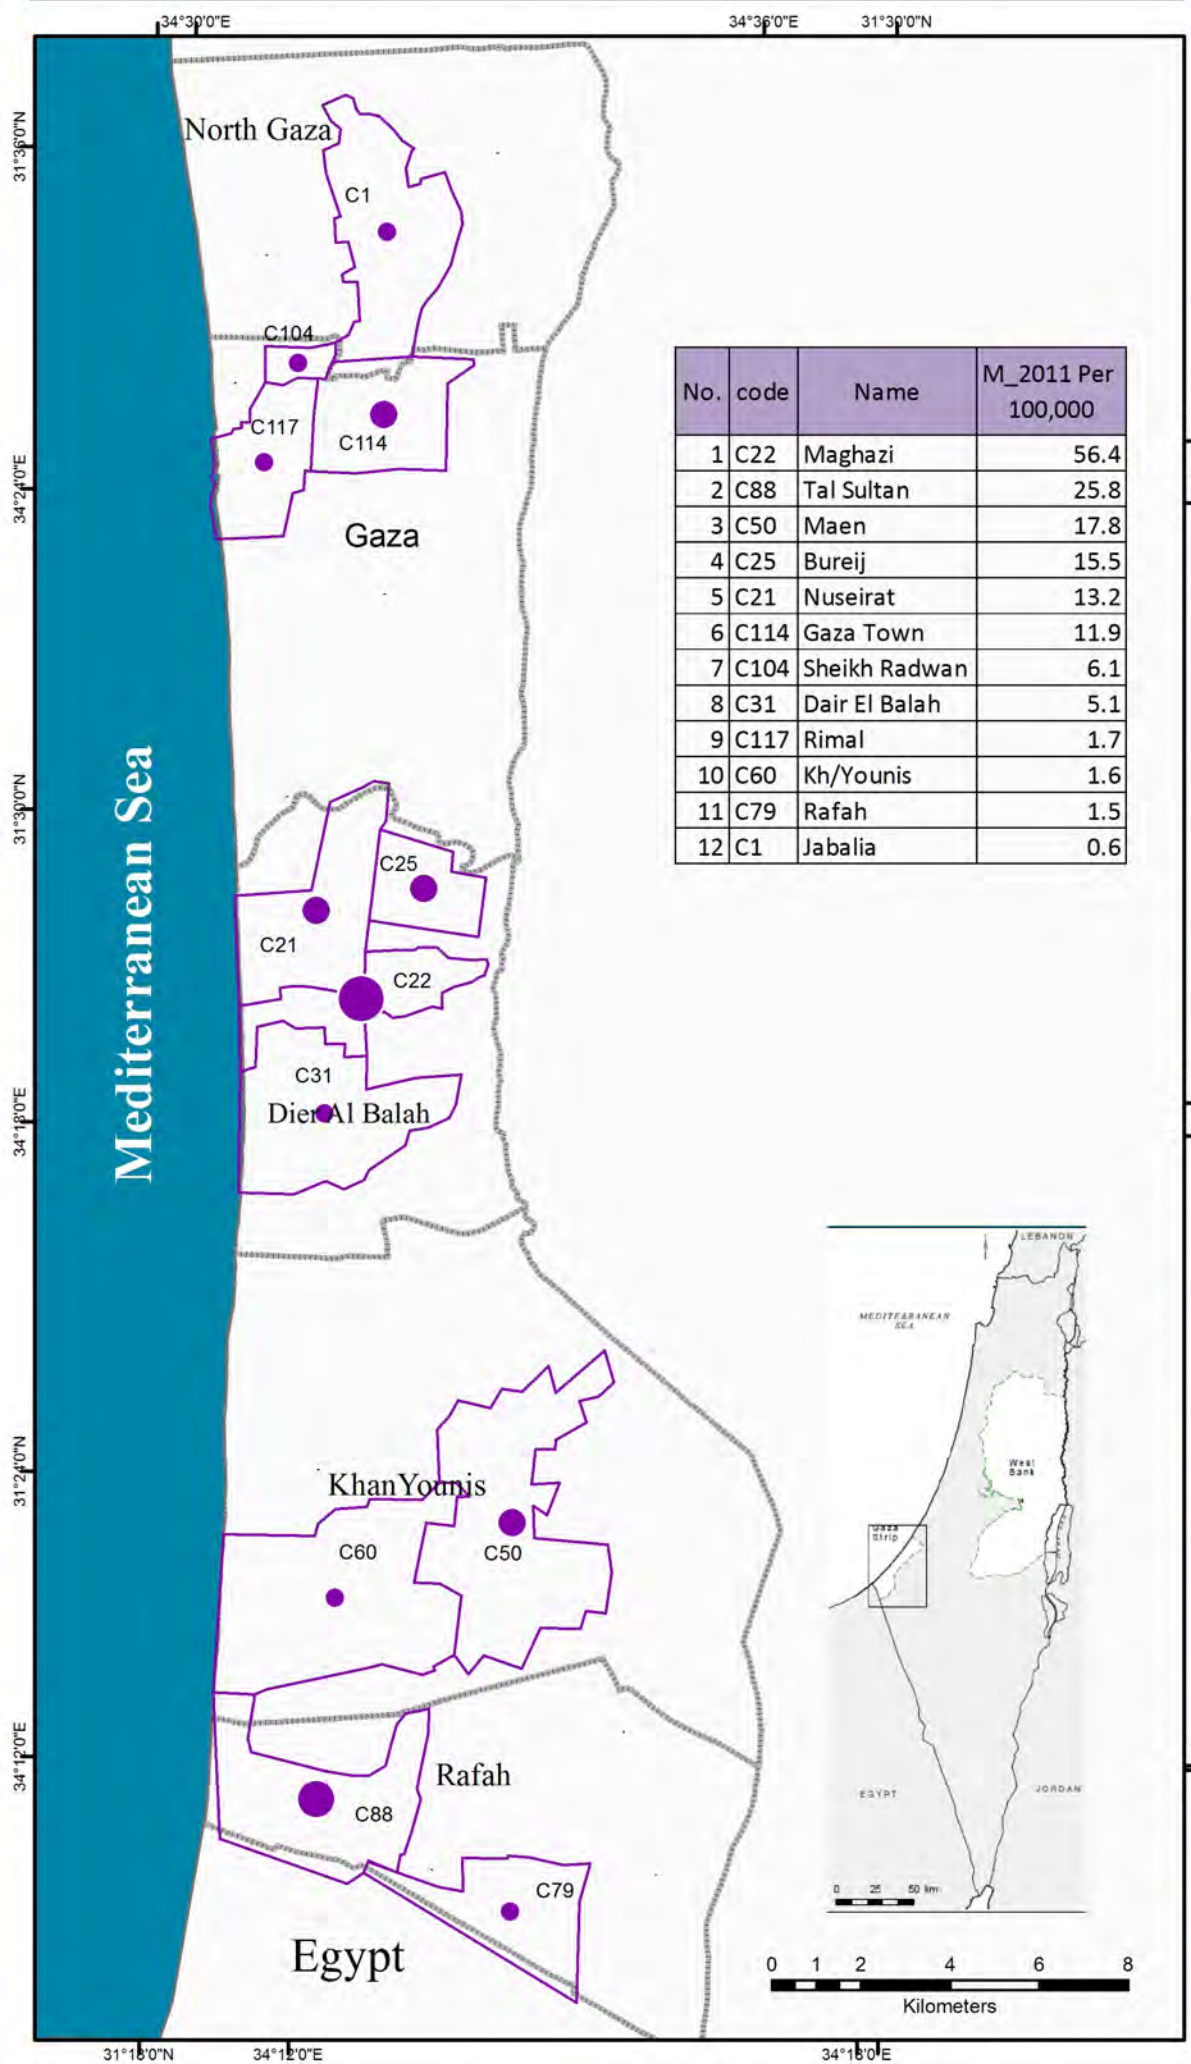 34°30'0"E
34°36'0"E
31°30'0"N
31°36'0"N
North Gaza
C1
C104
C117
C114
34°24'0"E
Gaza
No. code Name M_2011 Per 100,000
1 C22 Maghazi 56.4
2 C88 Tal Sultan 25.8
3 C50 Maen 17.8
4 C25 Bureij 15.5
5 C21 Nuseirat 13.2
6 C114 Gaza Town 11.9
7 C104 Sheikh Radwan 6.1
8 C31 Dair El Balah 5.1
9 C117 Rimal 1.7
10 C60 Kh/Younis 1.6
11 C79 Rafah 1.5
12 C1 Jabalia 0.6
Mediterranean Sea
31°30'0"N
C25
C21
C22
C31
Dier Al Balah
34°18'0"E
31°24'0"N
KhanYounis
C60
C50
34°12'0"E
Rafah
C88
C79
Egypt
LEBANON
MEDITERRANEAN
SEA
West
Bank
Gaza
Strip
EGYPT
JORDAN
0 25 50 km
0 1 2 4 6 8
Kilometers
31°18'0"N
34°12'0"E
34°18'0"E